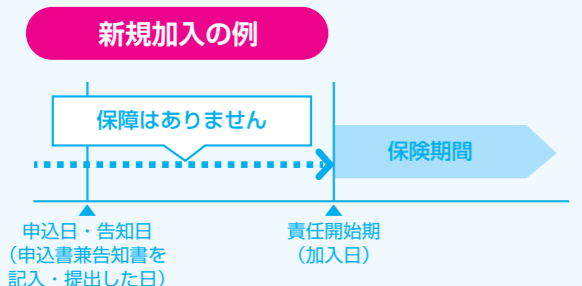 新規加入の例
保障はありません
保険期間
申込日・告知日
（申込書兼告知書を
記入・提出した日）
責任開始期
（加入日）